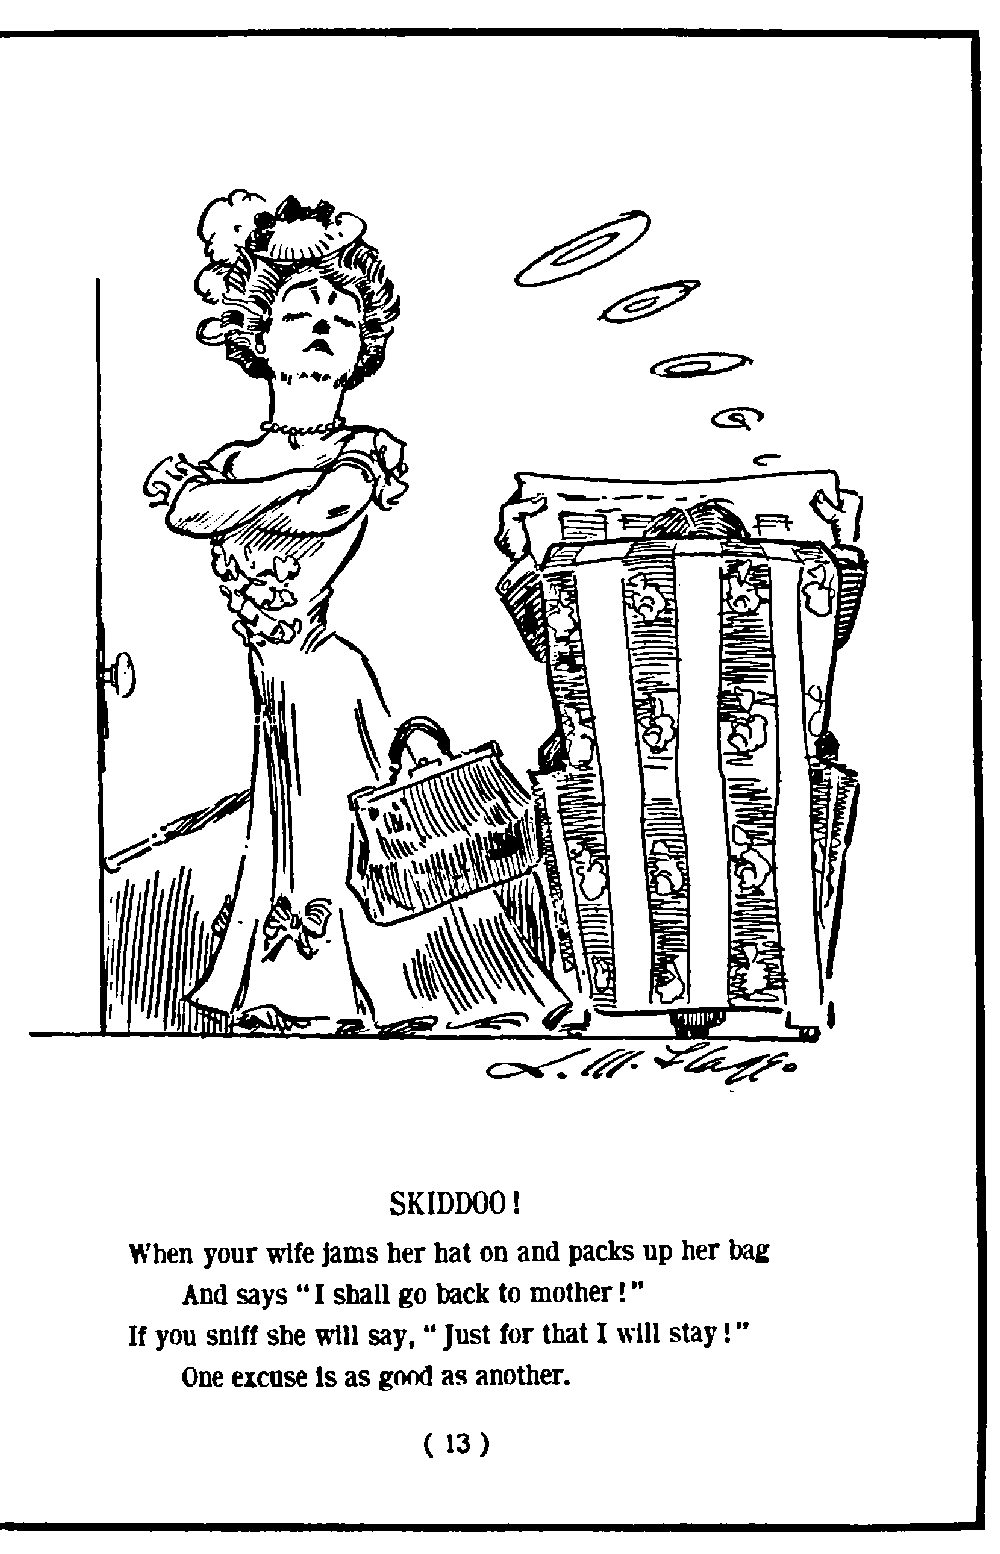 J. M. Flagg.
SKIDDOO!
When your wife jams her hat on and packs up her bag
And says "I shall go back to mother!"
If you sniff she will say, "Just for that I will stay!"
One excuse is as good as another.
( 13 )